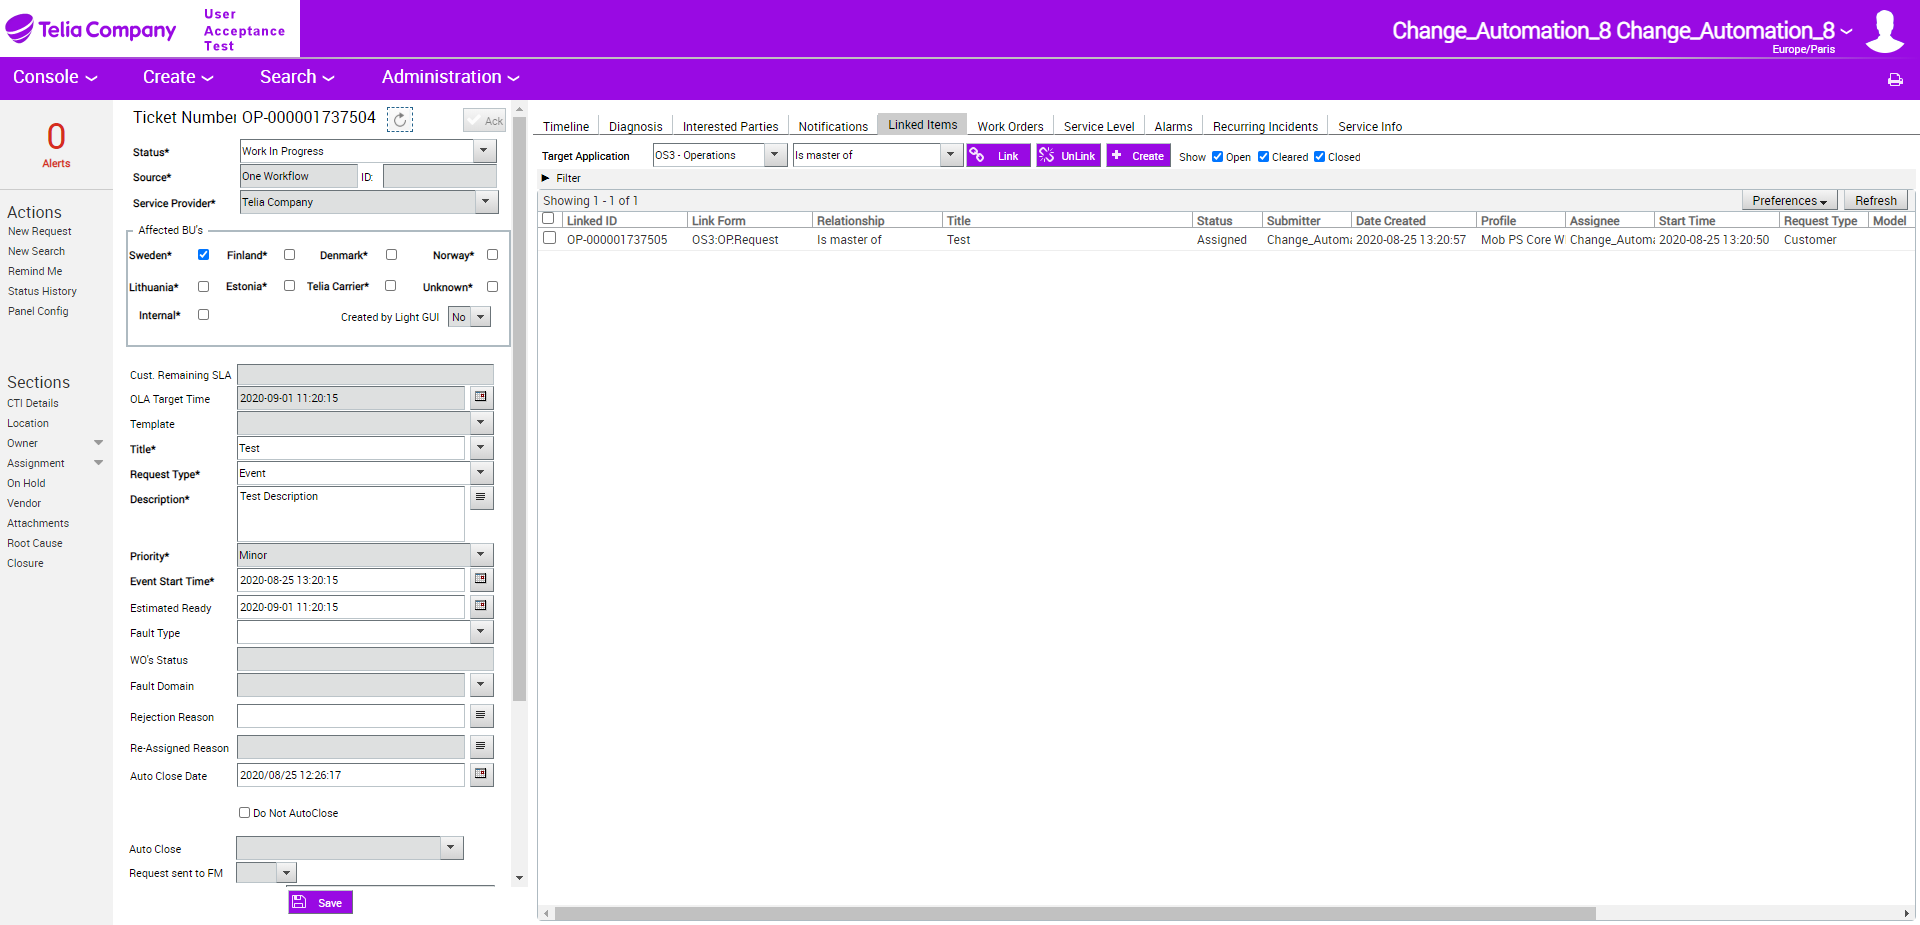 Telia Company
User
Acceptance
Test
Change_Automation_8 Change_Automation_8
Europe/Paris
Console
Create
Search
Administration
0
Alerts
Actions
New Request
New Search
Remind Me
Status History
Panel Config
Sections
CTI Details
Location
Owner
Assignment
On Hold
Vendor
Attachments
Root Cause
Closure
Ticket Number OP-000001737504
Ack
Status* Work In Progress
Source* One Workflow ID:
Service Provider* Telia Company
Affected BU's
Sweden* Finland* Denmark* Norway*
Lithuania* Estonia* Telia Carrier* Unknown*
Internal* Created by Light GUI No
Cust. Remaining SLA
OLA Target Time 2020-09-01 11:20:15
Template
Title* Test
Request Type* Event
Description* Test Description
Priority* Minor
Event Start Time* 2020-08-25 13:20:15
Estimated Ready 2020-09-01 11:20:15
Fault Type
WO's Status
Fault Domain
Rejection Reason
Re-Assigned Reason
Auto Close Date 2020/08/25 12:26:17
Do Not AutoClose
Auto Close
Request sent to FM
Save
Timeline Diagnosis Interested Parties Notifications Linked Items Work Orders Service Level Alarms Recurring Incidents Service Info
Target Application OS3 - Operations Is master of Link UnLink Create Show Open Cleared Closed
Filter
Showing 1 - 1 of 1 Preferences Refresh
Linked ID Link Form Relationship Title Status Submitter Date Created Profile Assignee Start Time Request Type Model
OP-000001737505 OS3:OP.Request Is master of Test Assigned Change_Automa 2020-08-25 13:20:57 Mob PS Core W Change_Automa 2020-08-25 13:20:50 Customer